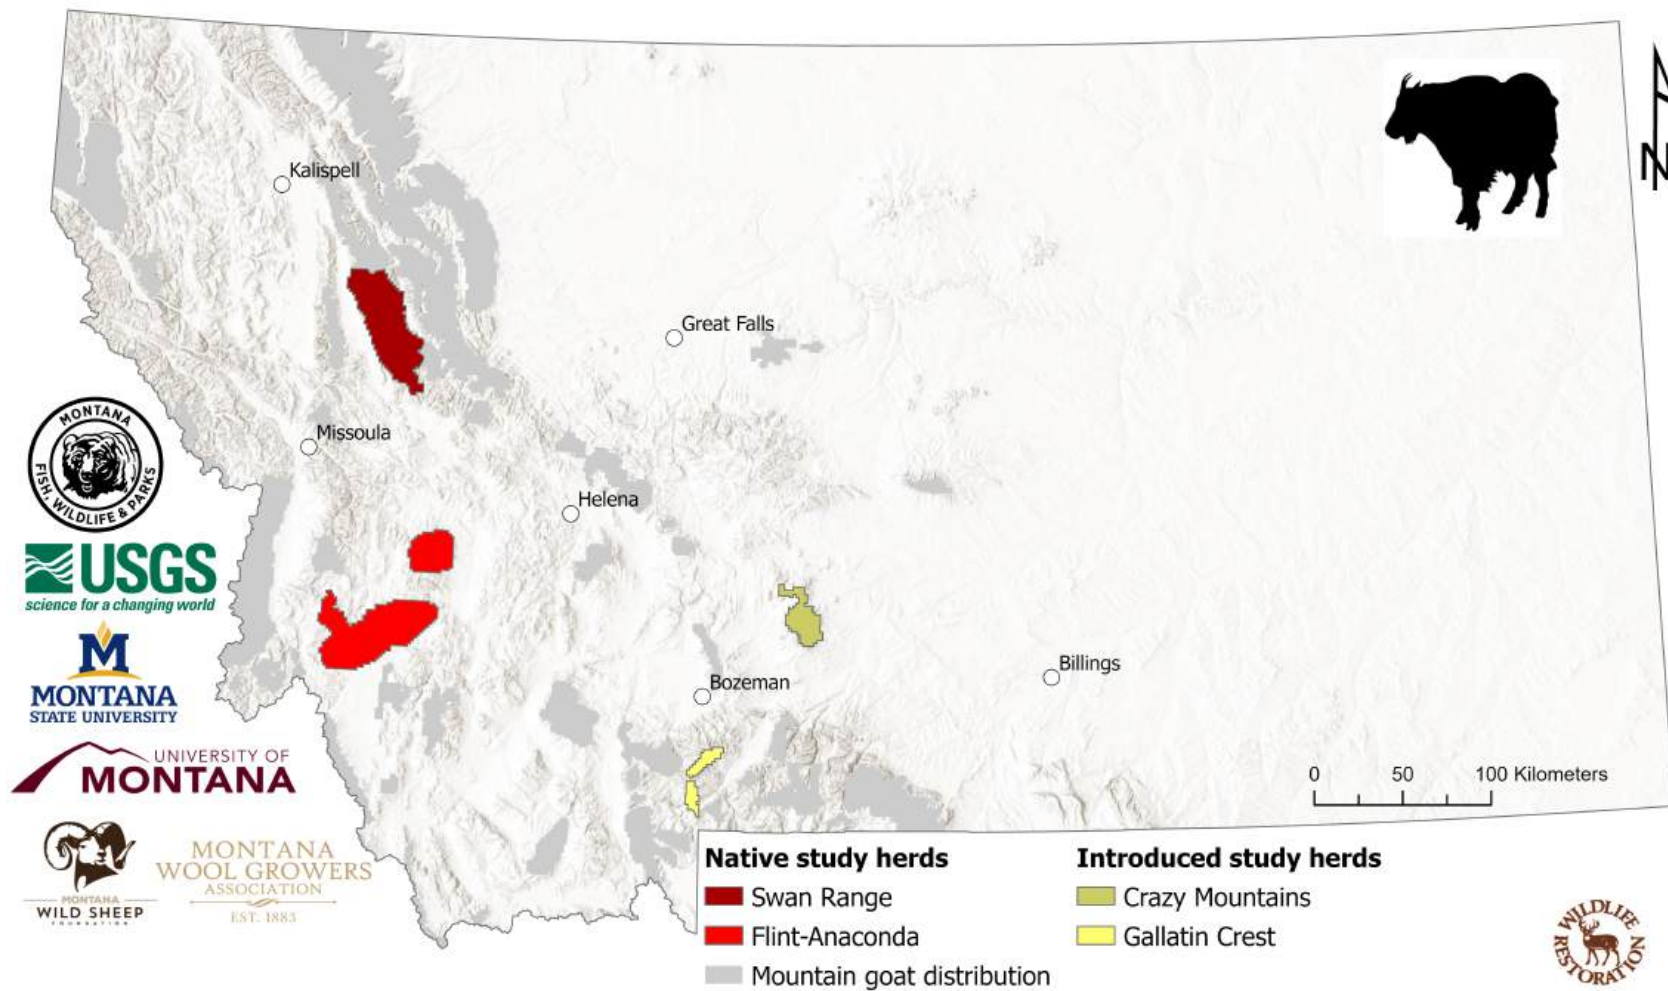 Kalispell
Great Falls
Missoula
Helena
Bozeman
Billings
N
MONTANA
FISH, WILDLIFE & PARKS
USGS
science for a changing world
M
MONTANA
STATE UNIVERSITY
UNIVERSITY OF
MONTANA
MONTANA
WILD SHEEP
FOUNDATION
MONTANA
WOOL GROWERS
ASSOCIATION
EST. 1883
0 50 100 Kilometers
Native study herds
Swan Range
Flint-Anaconda
Mountain goat distribution
Introduced study herds
Crazy Mountains
Gallatin Crest
WILDLIFE
RESTORATION